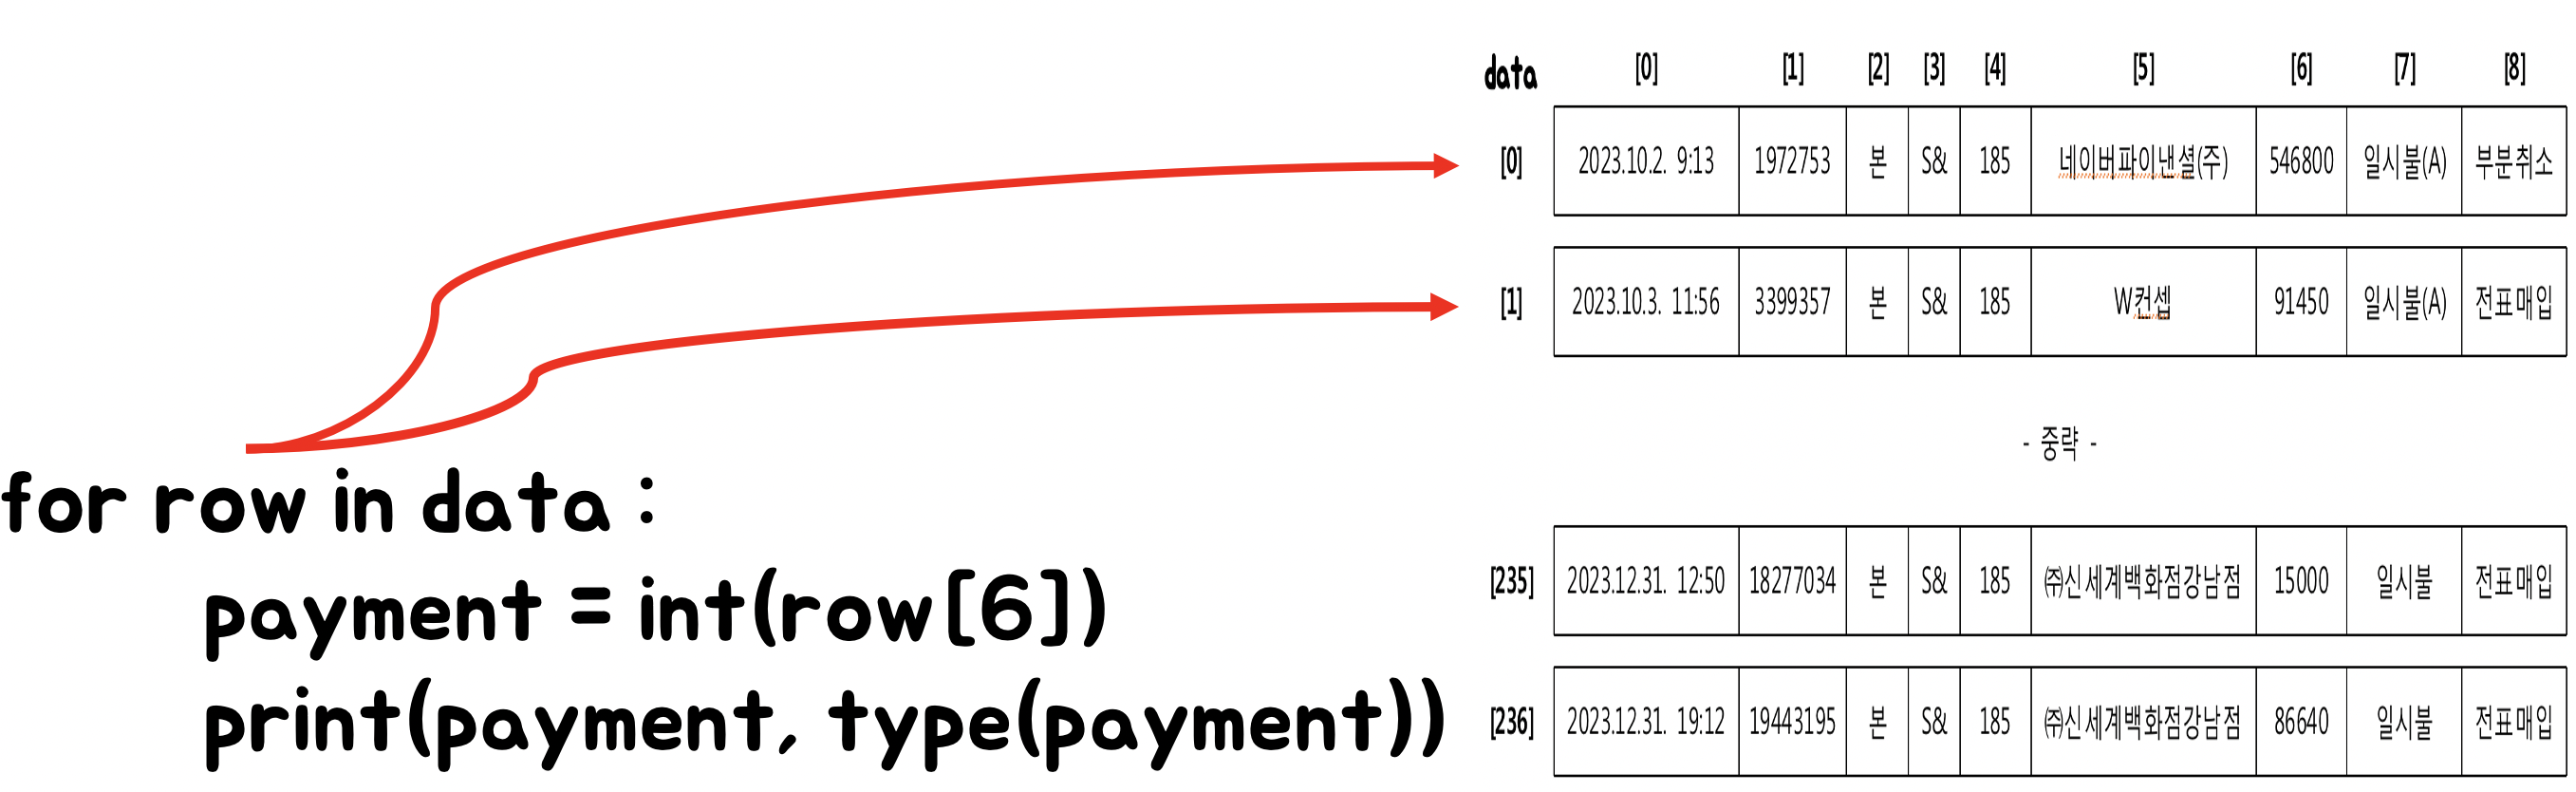 data [0] [1] [2] [3] [4] [5] [6] [7] [8]
[0] 2023.10.2. 9:13 1972753 본 S& 185 네이버파이낸셜(주) 546800 일시불(A) 부분취소
[1] 2023.10.3. 11:56 3399357 본 S& 185 W컨셉 91450 일시불(A) 전표매입
- 중략 -
[235] 2023.12.31. 12:50 18277034 본 S& 185 ㈜신세계백화점강남점 15000 일시불 전표매입
[236] 2023.12.31. 19:12 19443195 본 S& 185 ㈜신세계백화점강남점 86640 일시불 전표매입
for row in data :
payment = int(row[6])
print(payment, type(payment))